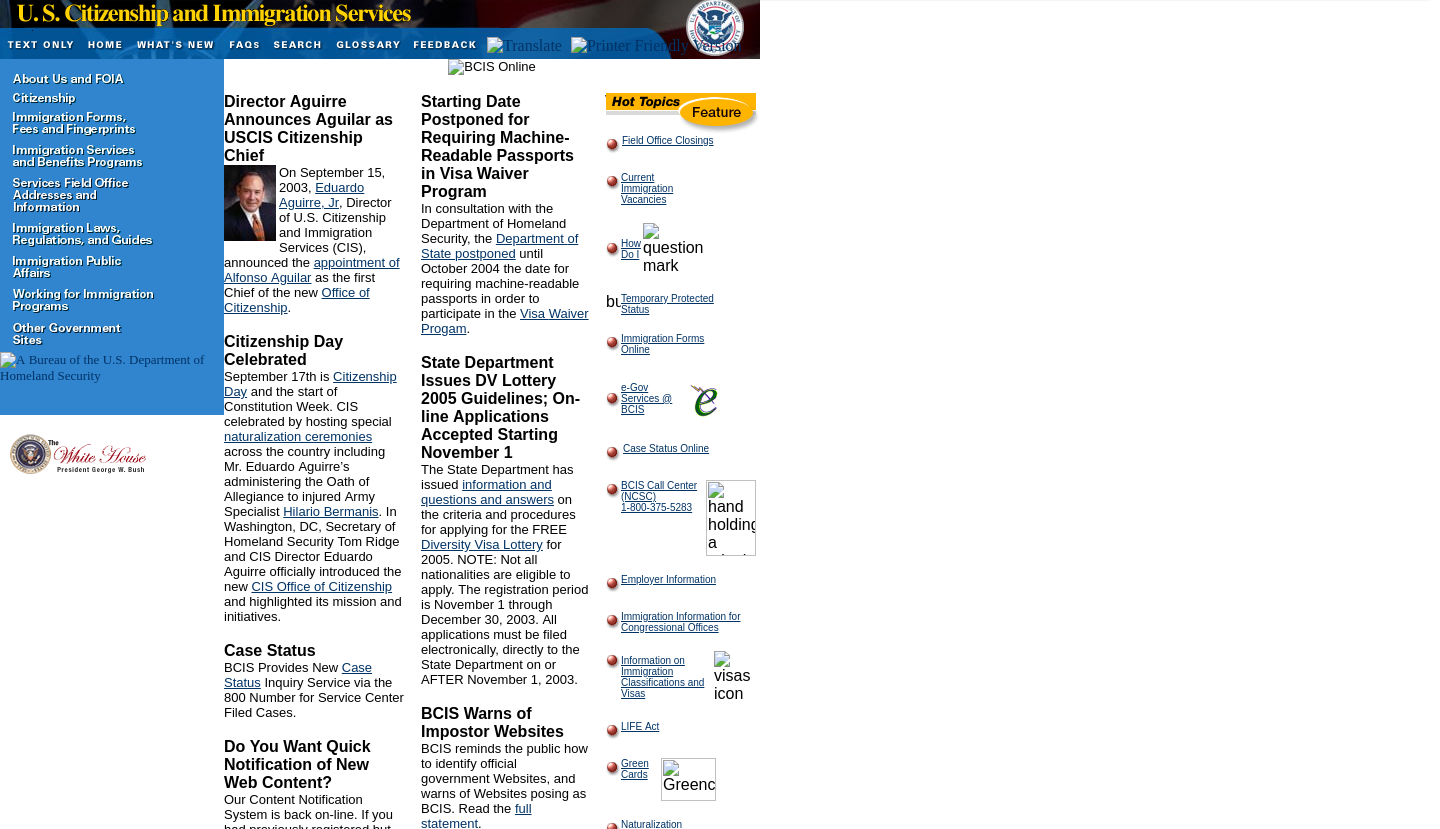 U. S. Citizenship and Immigration Services
TEXT ONLY HOME WHAT'S NEW FAQs SEARCH GLOSSARY FEEDBACK Translate Printer Friendly Version
About Us and FOIA
Citizenship
Immigration Forms,
Fees and Fingerprints
Immigration Services
and Benefits Programs
Services Field Office
Addresses and
Information
Immigration Laws,
Regulations, and Guides
Immigration Public
Affairs
Working for Immigration
Programs
Other Government
Sites
A Bureau of the U.S. Department of
Homeland Security
The
White House
President George W. Bush
BCIS Online
Director Aguirre
Announces Aguilar as
USCIS Citizenship
Chief
On September 15,
2003, Eduardo
Aguirre, Jr, Director
of U.S. Citizenship
and Immigration
Services (CIS),
announced the appointment of
Alfonso Aguilar as the first
Chief of the new Office of
Citizenship.
Citizenship Day
Celebrated
September 17th is Citizenship
Day and the start of
Constitution Week. CIS
celebrated by hosting special
naturalization ceremonies
across the country including
Mr. Eduardo Aguirre's
administering the Oath of
Allegiance to injured Army
Specialist Hilario Bermanis. In
Washington, DC, Secretary of
Homeland Security Tom Ridge
and CIS Director Eduardo
Aguirre officially introduced the
new CIS Office of Citizenship
and highlighted its mission and
initiatives.
Case Status
BCIS Provides New Case
Status Inquiry Service via the
800 Number for Service Center
Filed Cases.
Do You Want Quick
Notification of New
Web Content?
Our Content Notification
System is back on-line. If you
had previously registered but
Starting Date
Postponed for
Requiring Machine-
Readable Passports
in Visa Waiver
Program
In consultation with the
Department of Homeland
Security, the Department of
State postponed until
October 2004 the date for
requiring machine-readable
passports in order to
participate in the Visa Waiver
Progam.
State Department
Issues DV Lottery
2005 Guidelines; On-
line Applications
Accepted Starting
November 1
The State Department has
issued information and
questions and answers on
the criteria and procedures
for applying for the FREE
Diversity Visa Lottery for
2005. NOTE: Not all
nationalities are eligible to
apply. The registration period
is November 1 through
December 30, 2003. All
applications must be filed
electronically, directly to the
State Department on or
AFTER November 1, 2003.
BCIS Warns of
Impostor Websites
BCIS reminds the public how
to identify official
government Websites, and
warns of Websites posing as
BCIS. Read the full
statement.
Hot Topics
Feature
Field Office Closings
Current
Immigration
Vacancies
How
Do I
question
mark
Temporary Protected
Status
Immigration Forms
Online
e-Gov
Services @
BCIS
Case Status Online
BCIS Call Center
(NCSC)
1-800-375-5283
hand
holding
a
Employer Information
Immigration Information for
Congressional Offices
Information on
Immigration
Classifications and
Visas
visas
icon
LIFE Act
Green
Cards
Greenc
Naturalization